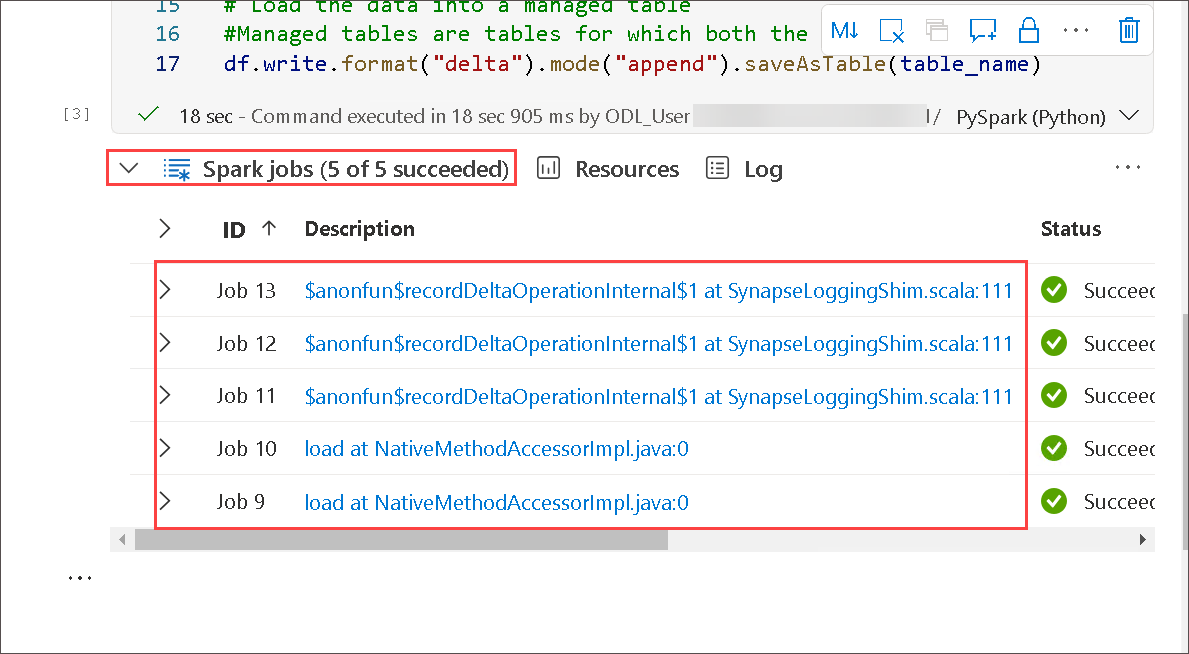 15 # Load the data into a managed table
16 #Managed tables are tables for which both the
M↓
17 df.write.format("delta").mode("append").saveAsTable(table_name)
[3] 18 sec - Command executed in 18 sec 905 ms by ODL_User / PySpark (Python)
Spark jobs (5 of 5 succeeded) Resources Log
ID ↑ Description Status
Job 13 $anonfun$recordDeltaOperationInternal$1 at SynapseLoggingShim.scala:111 Succeed
Job 12 $anonfun$recordDeltaOperationInternal$1 at SynapseLoggingShim.scala:111 Succeed
Job 11 $anonfun$recordDeltaOperationInternal$1 at SynapseLoggingShim.scala:111 Succeed
Job 10 load at NativeMethodAccessorImpl.java:0 Succeed
Job 9 load at NativeMethodAccessorImpl.java:0 Succeed
...